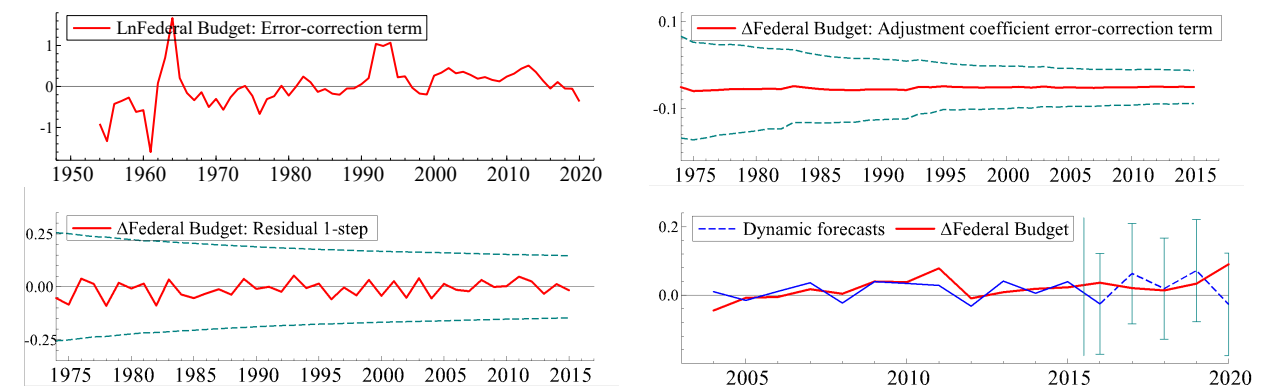 LnFederal Budget: Error-correction term
1
0
-1
1950 1960 1970 1980 1990 2000 2010 2020
0.1
ΔFederal Budget: Adjustment coefficient error-correction term
-0.1
1975 1980 1985 1990 1995 2000 2005 2010 2015
ΔFederal Budget: Residual 1-step
0.25
0.00
-0.25
1975 1980 1985 1990 1995 2000 2005 2010 2015
0.2
Dynamic forecasts ΔFederal Budget
0.0
2005 2010 2015 2020